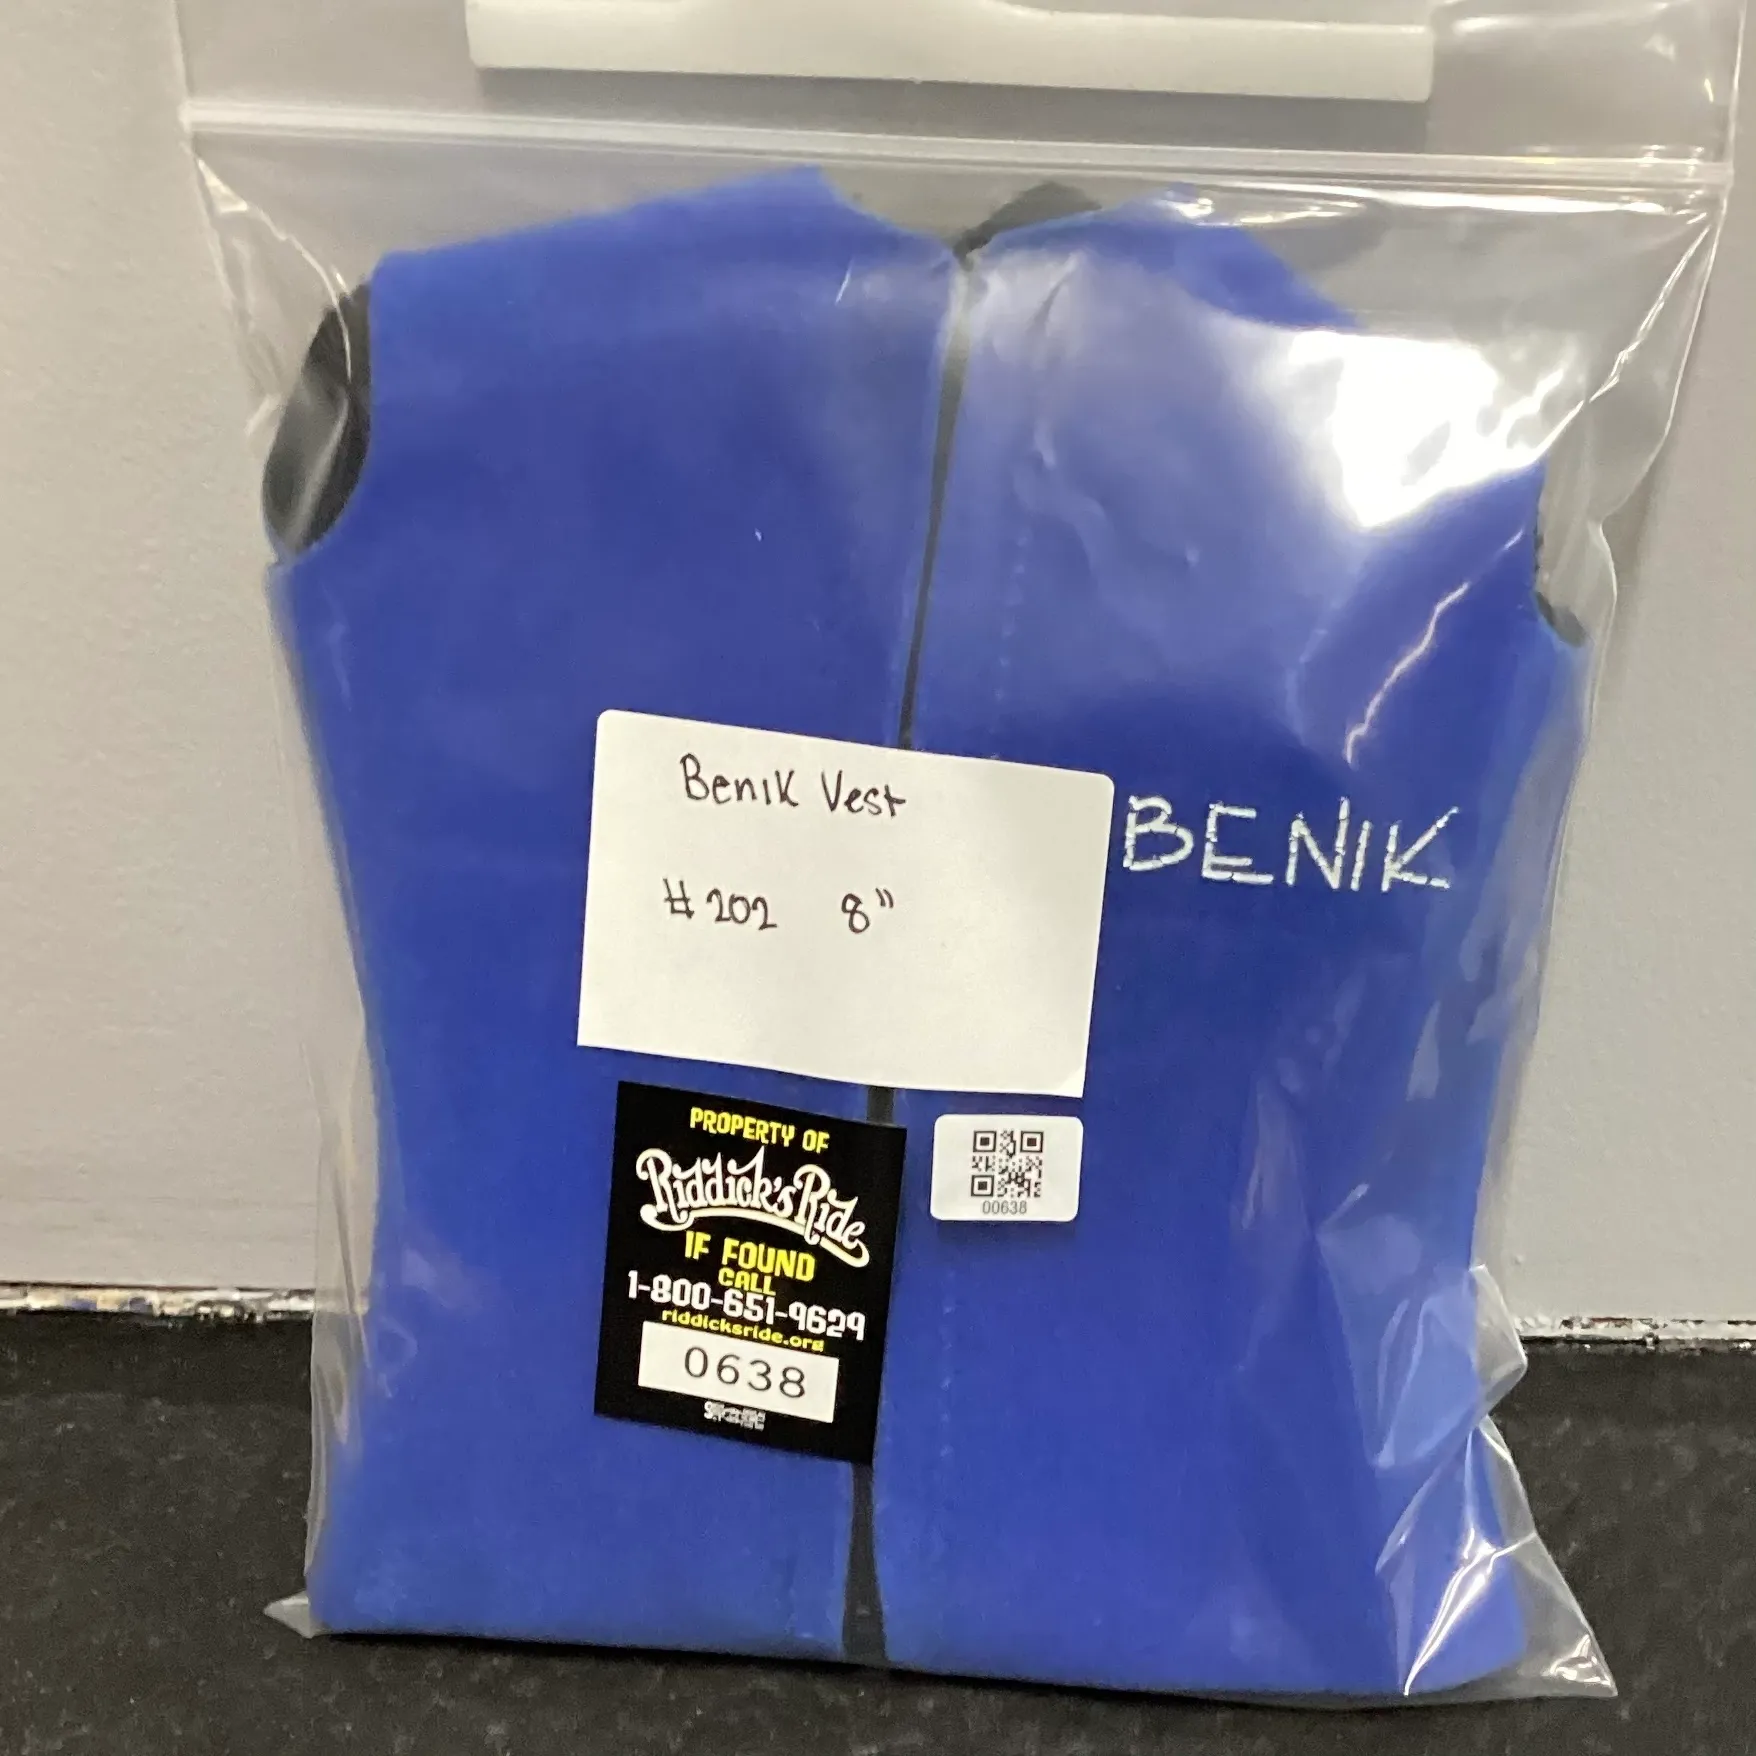 Benik Vest
#202 8"
BENIK
PROPERTY OF
Riddick's Ride
IF FOUND
CALL
1-800-651-9629
riddicksride.org
0638
00638